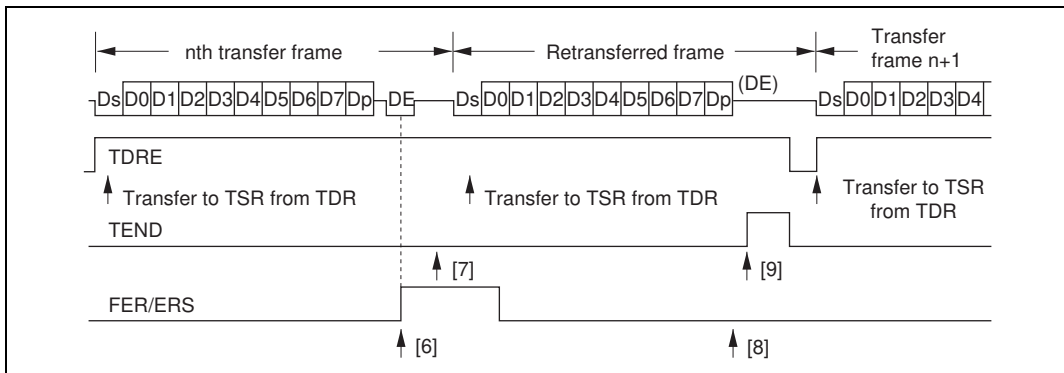 nth transfer frame
Retransferred frame
Transfer
frame n+1
Ds D0 D1 D2 D3 D4 D5 D6 D7 Dp DE
Ds D0 D1 D2 D3 D4 D5 D6 D7 Dp (DE)
Ds D0 D1 D2 D3 D4
TDRE
Transfer to TSR from TDR
Transfer to TSR from TDR
Transfer to TSR
from TDR
TEND
[7]
[9]
FER/ERS
[6]
[8]